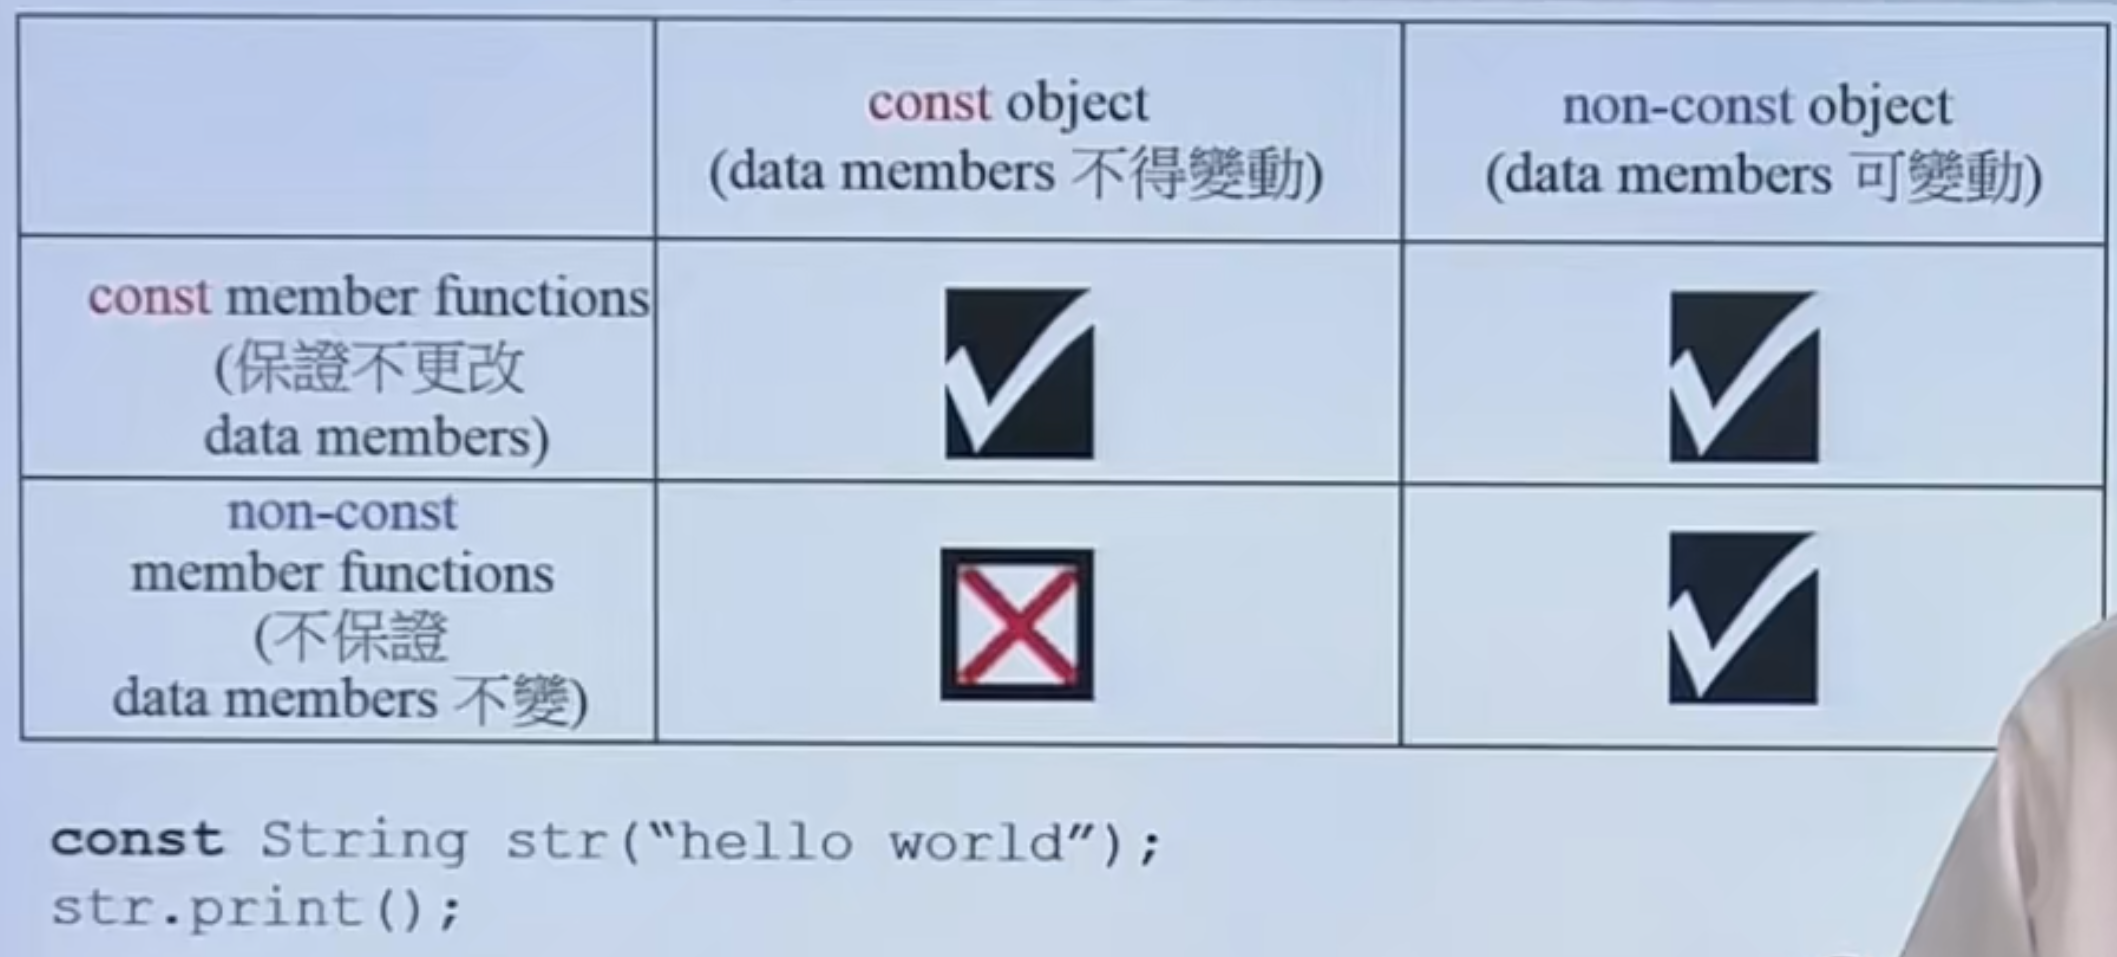 const object
(data members 不得變動)
non-const object
(data members 可變動)
const member functions
(保證不更改
data members)
non-const
member functions
(不保證
data members 不變)
const String str(“hello world”);
str.print();